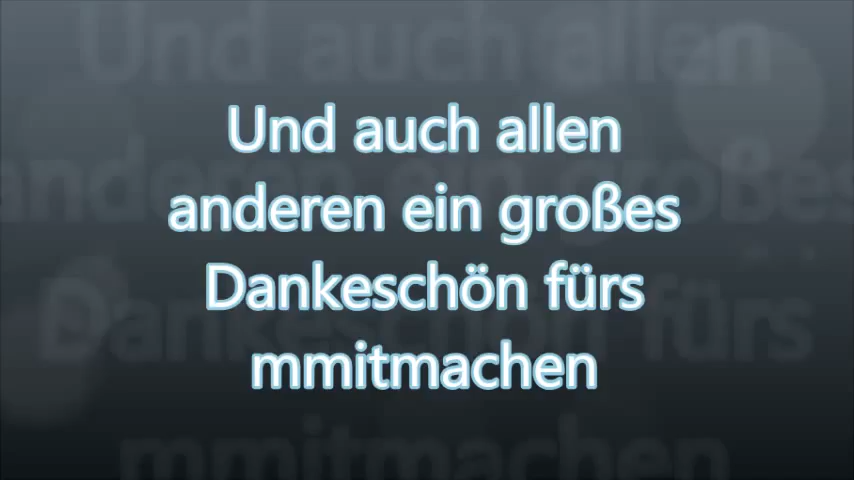 Und auch allen
anderen ein großes
Dankeschön fürs
mmitmachen